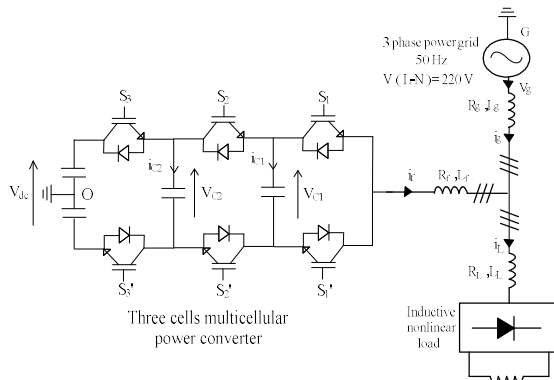 G
3 phase power grid
50 Hz
V (L-N)= 220 V
Vg
Rg ,Lg
ig
S3
S2
S1
iC2
iC1
Vdc
O
VC2
VC1
if
Rf ,Lf
iL
RL ,LL
S3'
S2'
S1'
Three cells multicellular
power converter
Inductive
nonlinear
load